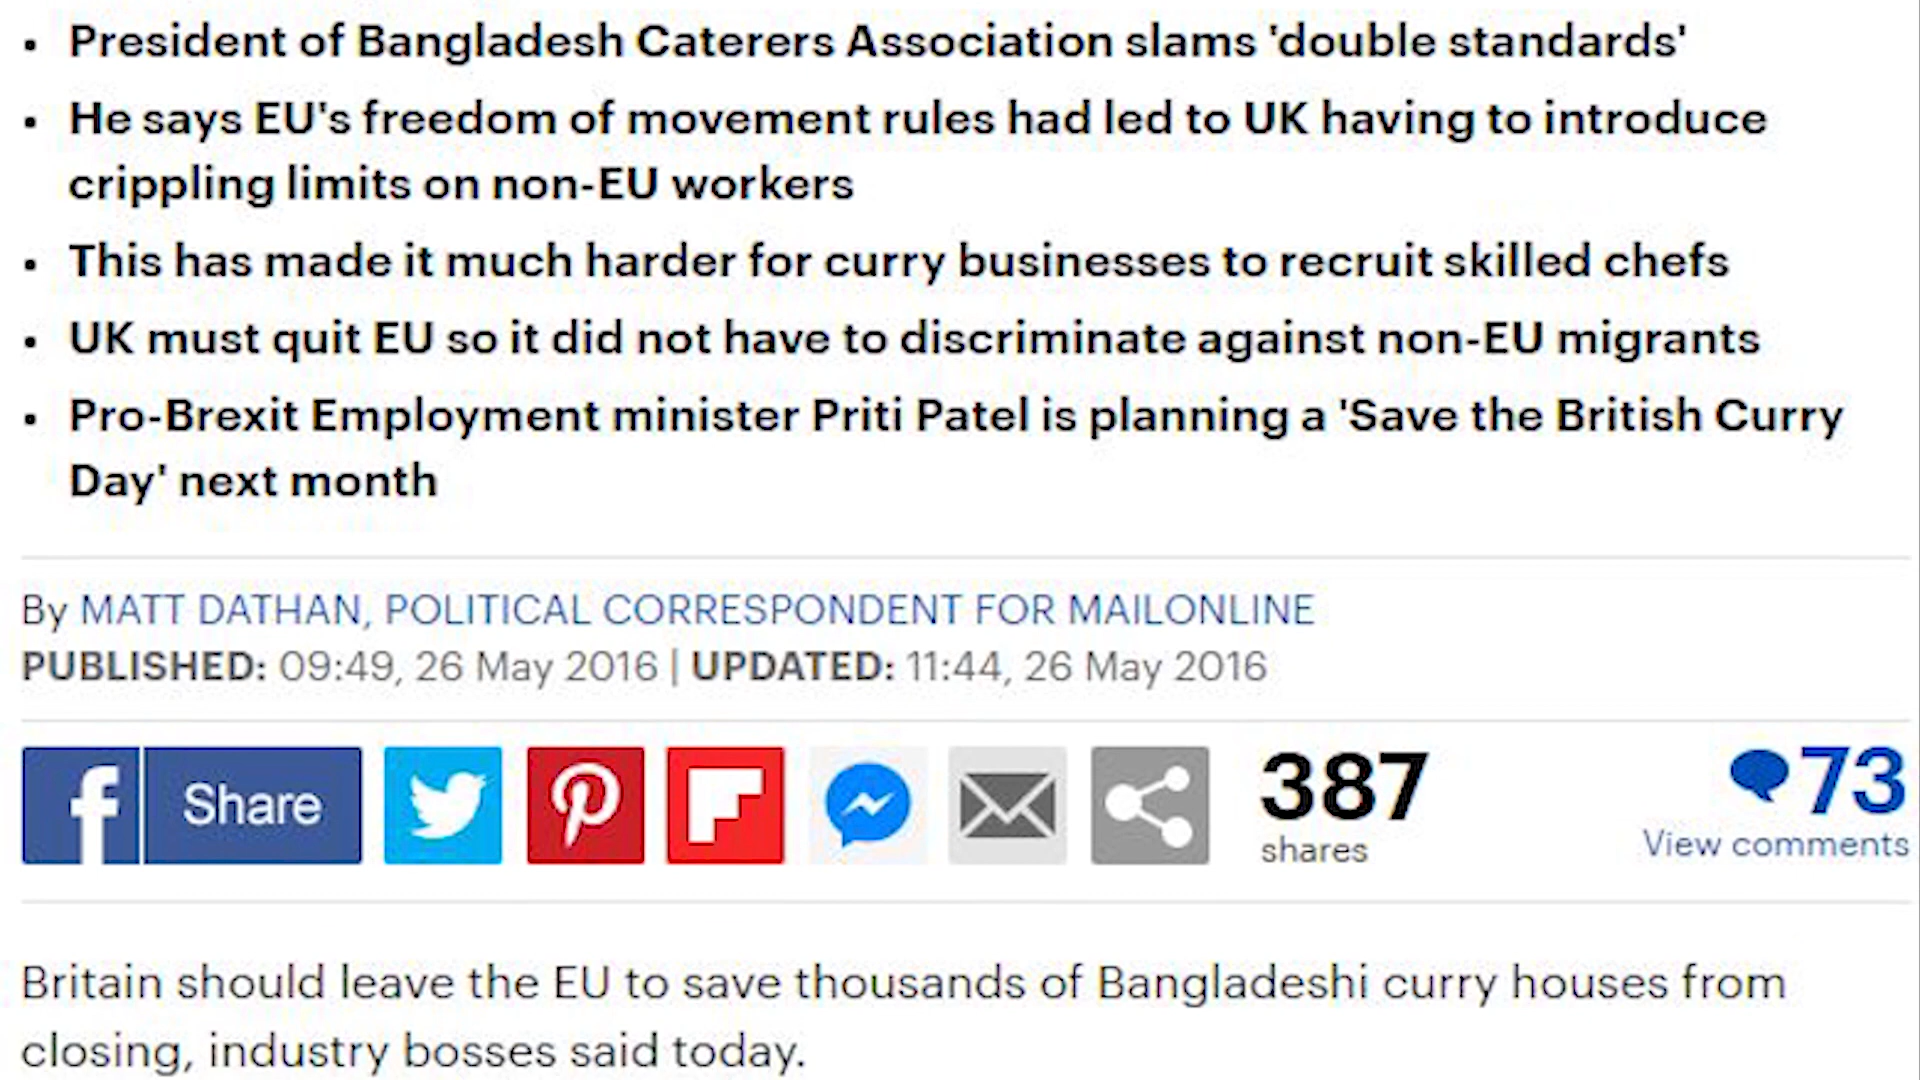 • President of Bangladesh Caterers Association slams 'double standards'
• He says EU's freedom of movement rules had led to UK having to introduce
crippling limits on non-EU workers
• This has made it much harder for curry businesses to recruit skilled chefs
• UK must quit EU so it did not have to discriminate against non-EU migrants
• Pro-Brexit Employment minister Priti Patel is planning a 'Save the British Curry
Day' next month
By MATT DATHAN, POLITICAL CORRESPONDENT FOR MAILONLINE
PUBLISHED: 09:49, 26 May 2016 | UPDATED: 11:44, 26 May 2016
f Share
387
shares
73
View comments
Britain should leave the EU to save thousands of Bangladeshi curry houses from
closing, industry bosses said today.